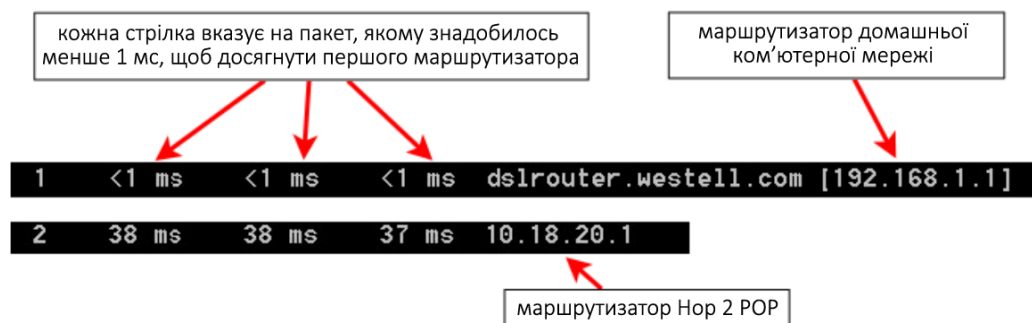 кожна стрілка вказує на пакет, якому знадобилось
менше 1 мс, щоб досягнути першого маршрутизатора
маршрутизатор домашньої
ком’ютерної мережі
1 <1 ms <1 ms <1 ms dslrouter.westell.com [192.168.1.1]
2 38 ms 38 ms 37 ms 10.18.20.1
маршрутизатор Hop 2 POP